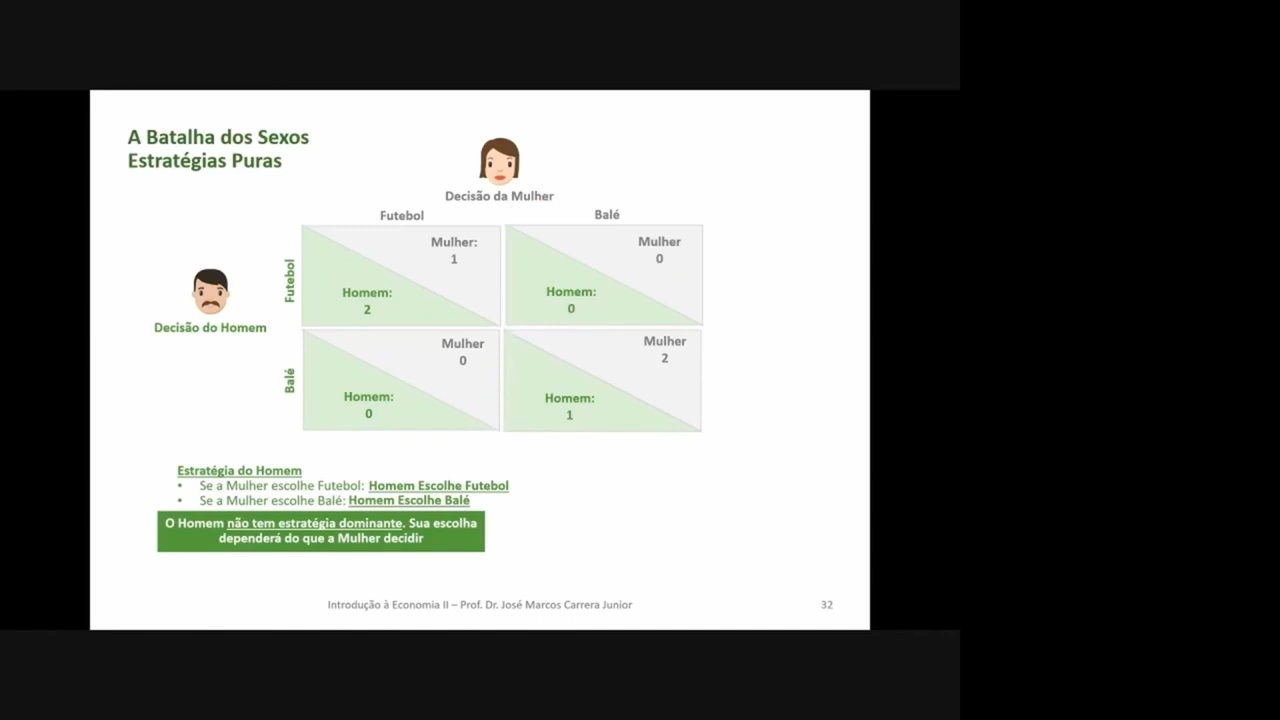 A Batalha dos Sexos
Estratégias Puras
Decisão da Mulher
Futebol
Balé
Futebol
Mulher:
1
Homem:
2
Mulher
0
Homem:
0
Decisão do Homem
Balé
Mulher
0
Homem:
0
Mulher
2
Homem:
1
Estratégia do Homem
• Se a Mulher escolhe Futebol: Homem Escolhe Futebol
• Se a Mulher escolhe Balé: Homem Escolhe Balé
O Homem não tem estratégia dominante. Sua escolha
dependerá do que a Mulher decidir
Introdução à Economia II – Prof. Dr. José Marcos Carrera Junior
32